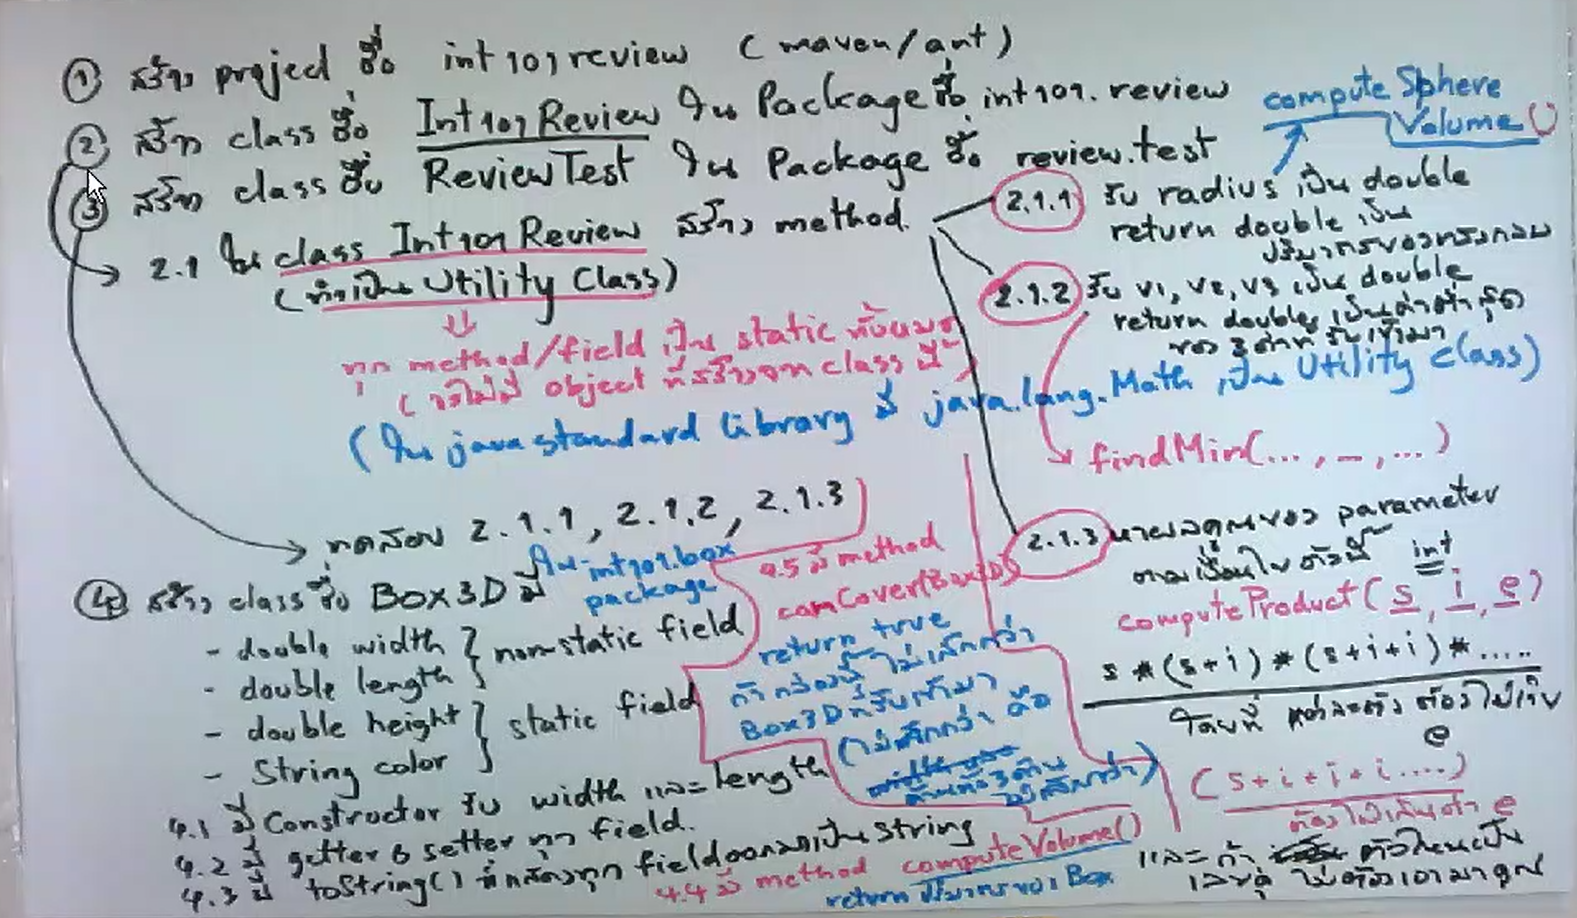 ① สร้าง project ชื่อ int101review (maven/ant)
② สร้าง class ชื่อ Int101Review ใน Package ชื่อ int101.review
③ สร้าง class ชื่อ ReviewTest ใน Package ชื่อ review.test
2.1 ใน class Int101Review สร้าง method
(ทำเป็น Utility Class)
ทุก method/field เป็น static ทั้งหมด
(จะไม่มี object ที่สร้างจาก class นี้)
(ใน java standard library มี java.lang.Math เป็น Utility class)
computeSphere
Volume()
2.1.1 รับ radius เป็น double
return double เป็น
ปริมาตรของทรงกลม
2.1.2 รับ v1, v2, v3 เป็น double
return double เป็นค่าต่ำสุด
ของ 3 ค่าที่รับเข้ามา
findMin(..., _, ...)
2.1.3 หาผลคูณของ parameter
ตามเงื่อนไขดังนี้
int
computeProduct(s, i, e)
s * (s+i) * (s+i+i) * .....
โดยที่ แต่ละตัว ต้องไม่เกิน
e
(s+i+i+i....)
ต้องไม่เกินค่า e
และถ้า ตัวไหนเป็น
เลข ไม่ต้องเอามาคูณ
ทดสอบ 2.1.1, 2.1.2, 2.1.3
④ สร้าง class ชื่อ Box3D มี
ใน int101.box
package
- double width
- double length
non-static field
- double height
- String color
static field
4.1 มี Constructor รับ width และ length
4.2 มี getter & setter ทุก field.
4.3 มี toString() ที่แสดงทุก field ออกมาเป็น String
4.4 มี method computeVolume()
return ปริมาตรของ Box
4.5 มี method
canCover(Box3D)
return true
ถ้า กล่องนี้ ไม่เล็กกว่า
Box3D ที่รับเข้ามา
(ไม่เล็กกว่า คือ
ด้านทั้ง 3 ด้าน
ไม่เล็กกว่า)